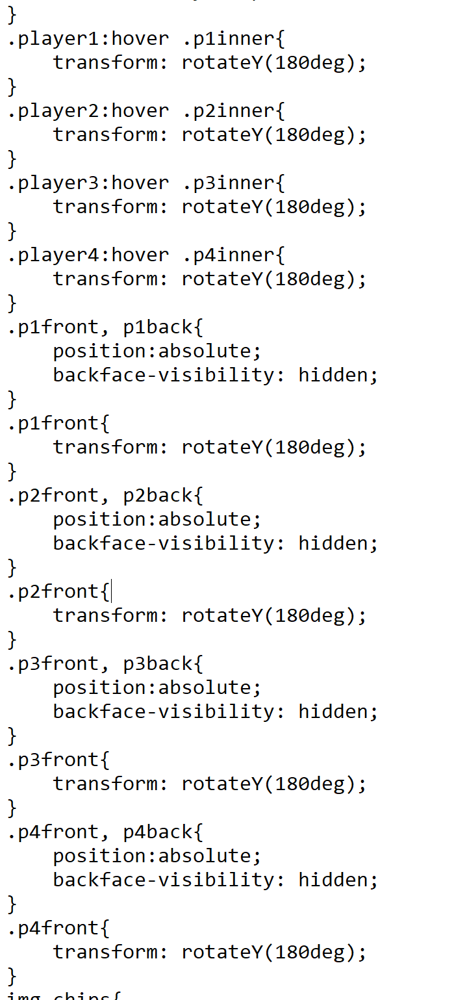 }
.player1:hover .p1inner{
    transform: rotateY(180deg);
}
.player2:hover .p2inner{
    transform: rotateY(180deg);
}
.player3:hover .p3inner{
    transform: rotateY(180deg);
}
.player4:hover .p4inner{
    transform: rotateY(180deg);
}
.p1front, p1back{
    position:absolute;
    backface-visibility: hidden;
}
.p1front{
    transform: rotateY(180deg);
}
.p2front, p2back{
    position:absolute;
    backface-visibility: hidden;
}
.p2front{
    transform: rotateY(180deg);
}
.p3front, p3back{
    position:absolute;
    backface-visibility: hidden;
}
.p3front{
    transform: rotateY(180deg);
}
.p4front, p4back{
    position:absolute;
    backface-visibility: hidden;
}
.p4front{
    transform: rotateY(180deg);
}
img.chips{